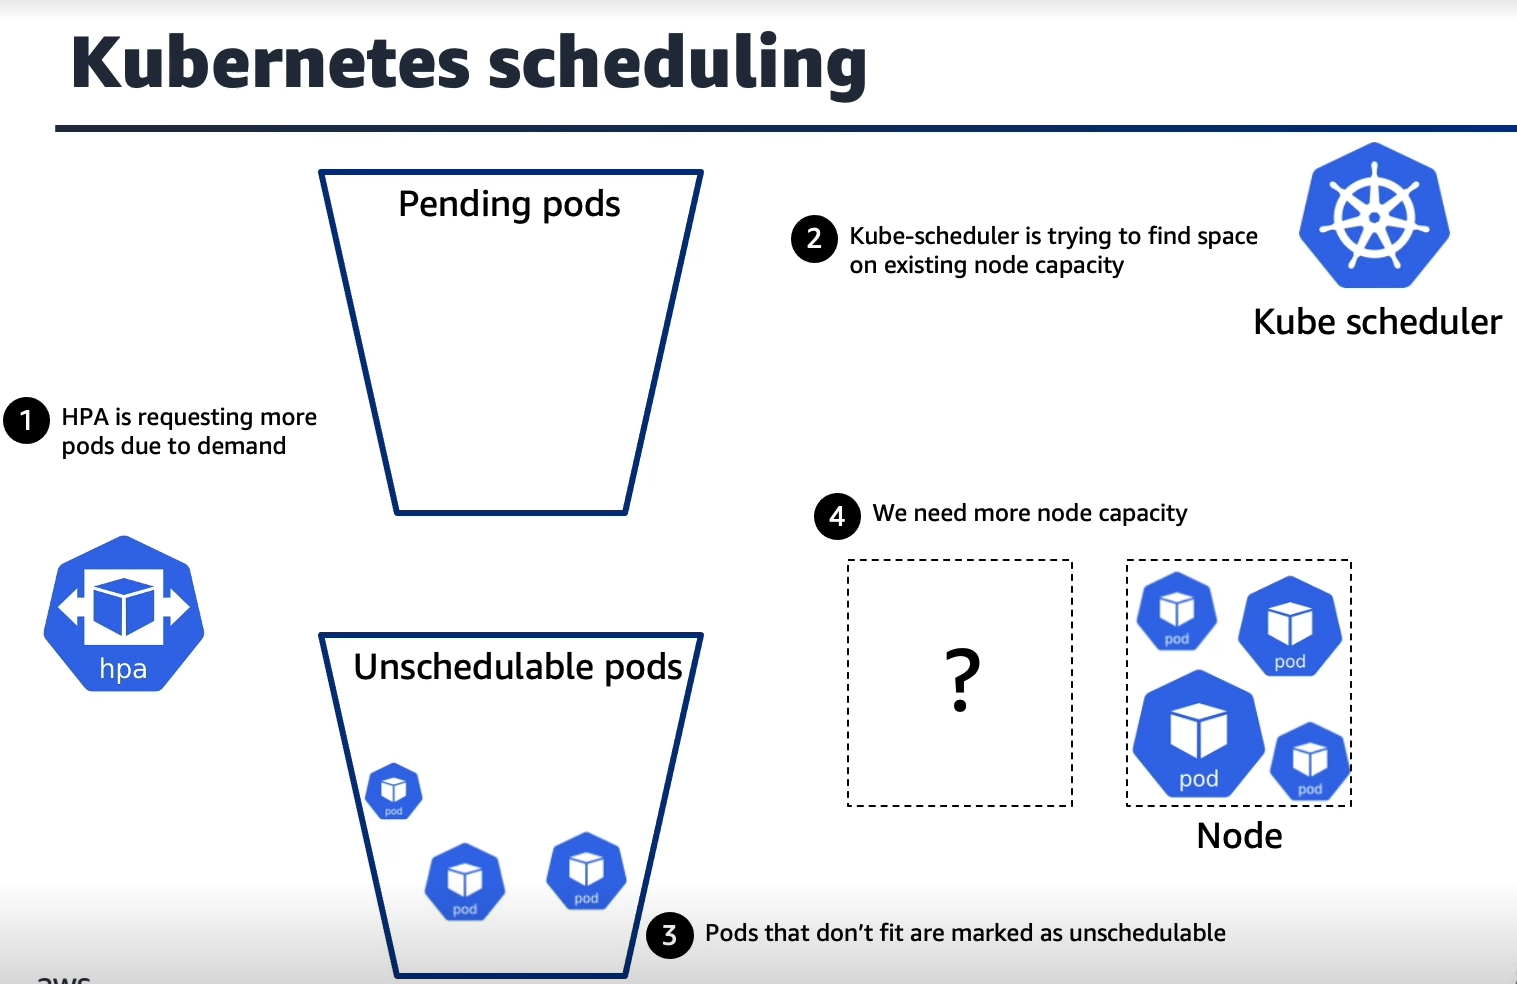 Kubernetes scheduling
Pending pods
2
Kube-scheduler is trying to find space
on existing node capacity
Kube scheduler
1
HPA is requesting more
pods due to demand
hpa
4
We need more node capacity
?
pod
pod
pod
pod
Node
Unschedulable pods
pod
pod
pod
3
Pods that don’t fit are marked as unschedulable
aws